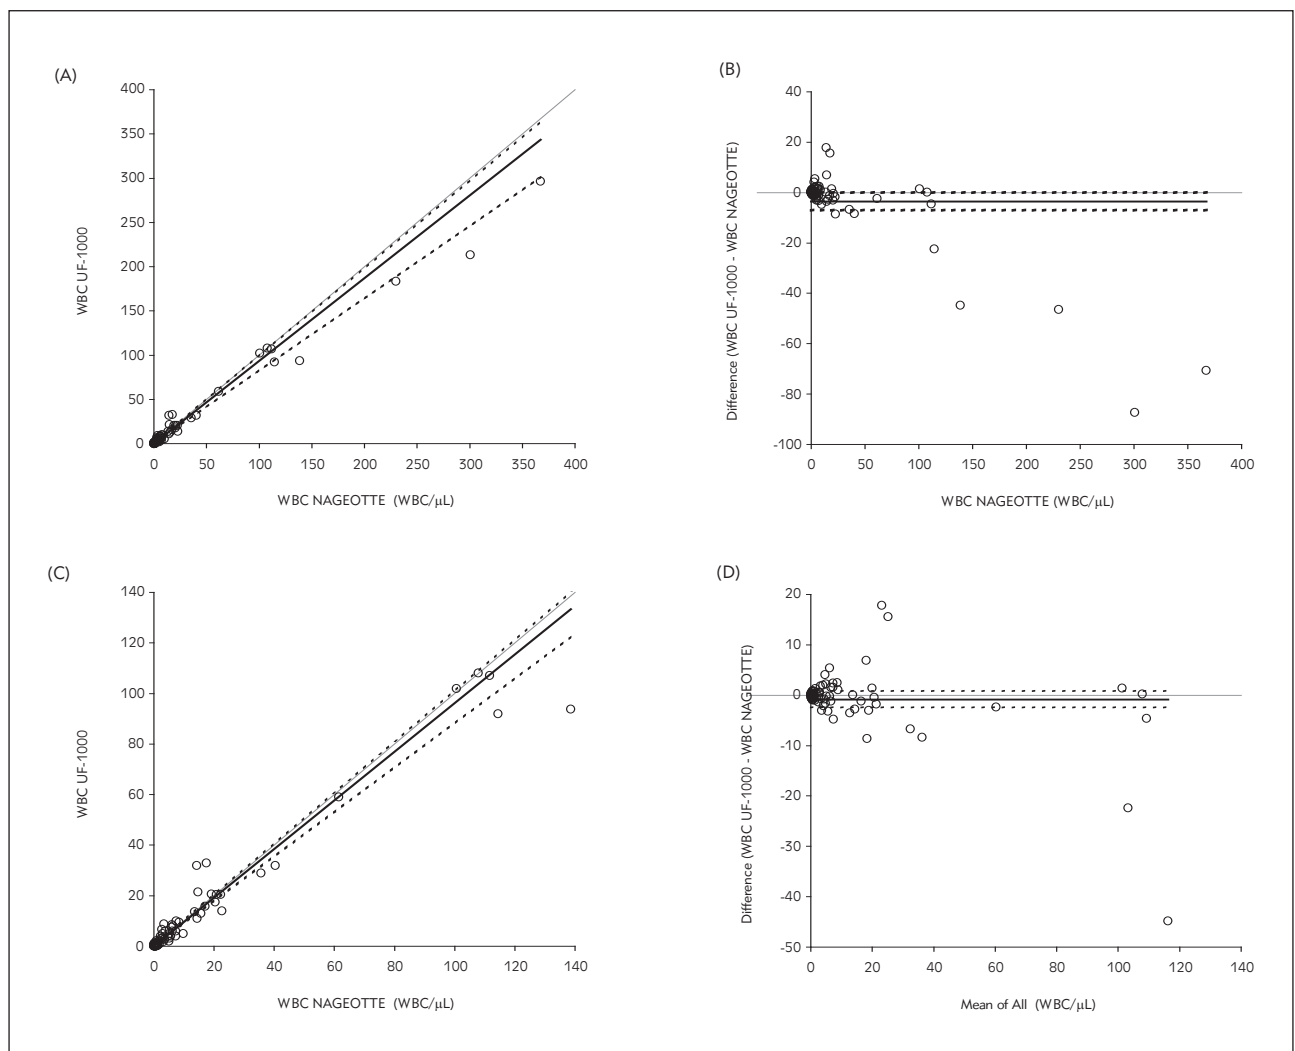 (A)
400
350
300
250
200
150
100
50
0
WBC UF-1000
0 50 100 150 200 250 300 350 400
WBC NAGEOTTE (WBC/μL)
(B)
40
20
0
-20
-40
-60
-80
-100
Difference (WBC UF-1000 - WBC NAGEOTTE)
0 50 100 150 200 250 300 350 400
WBC NAGEOTTE (WBC/μL)
(C)
140
120
100
80
60
40
20
0
WBC UF-1000
0 20 40 60 80 100 120 140
WBC NAGEOTTE (WBC/μL)
(D)
20
10
0
-10
-20
-30
-40
-50
Difference (WBC UF-1000 - WBC NAGEOTTE)
0 20 40 60 80 100 120 140
Mean of All (WBC/μL)